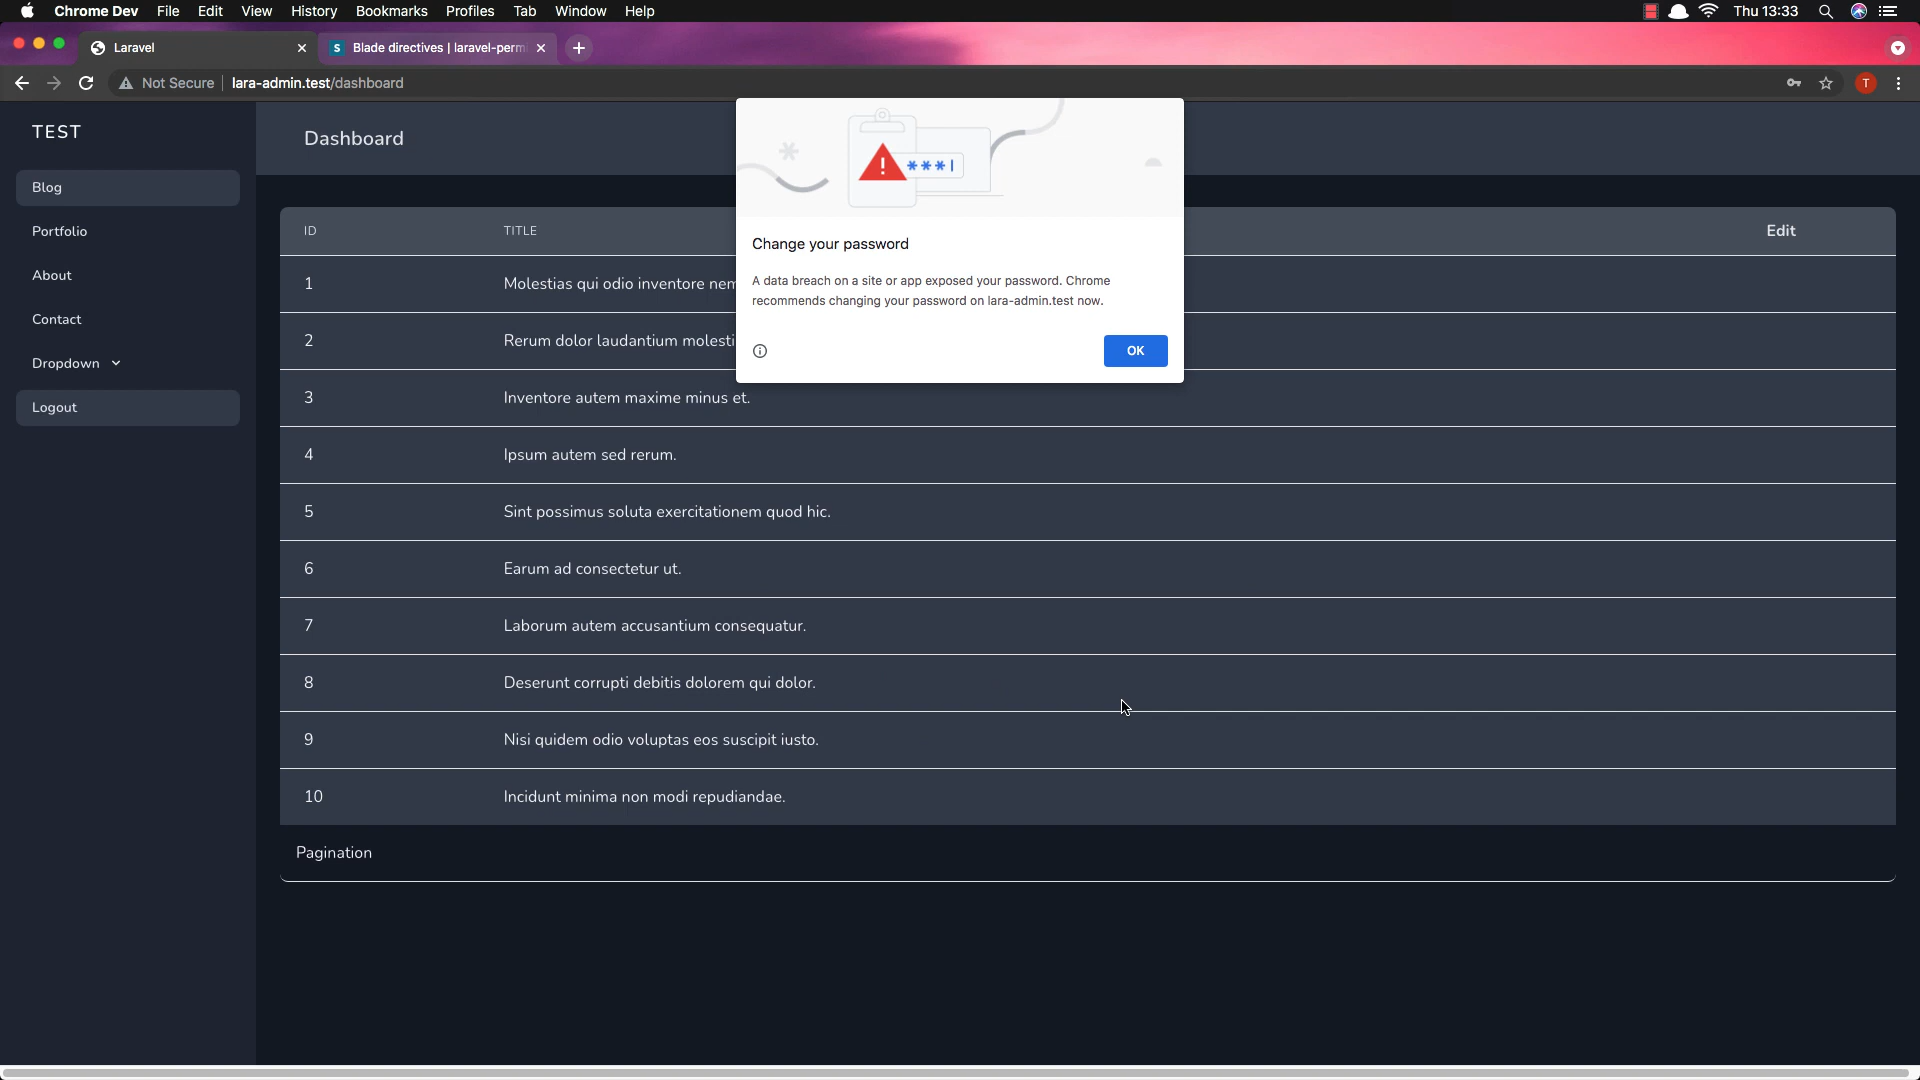 Chrome Dev File Edit View History Bookmarks Profiles Tab Window Help Thu 13:33
Laravel
Blade directives | laravel-perm
Not Secure lara-admin.test/dashboard T
TEST
Blog
Portfolio
About
Contact
Dropdown
Logout
Dashboard
***
Change your password
A data breach on a site or app exposed your password. Chrome
recommends changing your password on lara-admin.test now.
OK
ID TITLE Edit
1 Molestias qui odio inventore nem
2 Rerum dolor laudantium molesti
3 Inventore autem maxime minus et.
4 Ipsum autem sed rerum.
5 Sint possimus soluta exercitationem quod hic.
6 Earum ad consectetur ut.
7 Laborum autem accusantium consequatur.
8 Deserunt corrupti debitis dolorem qui dolor.
9 Nisi quidem odio voluptas eos suscipit iusto.
10 Incidunt minima non modi repudiandae.
Pagination